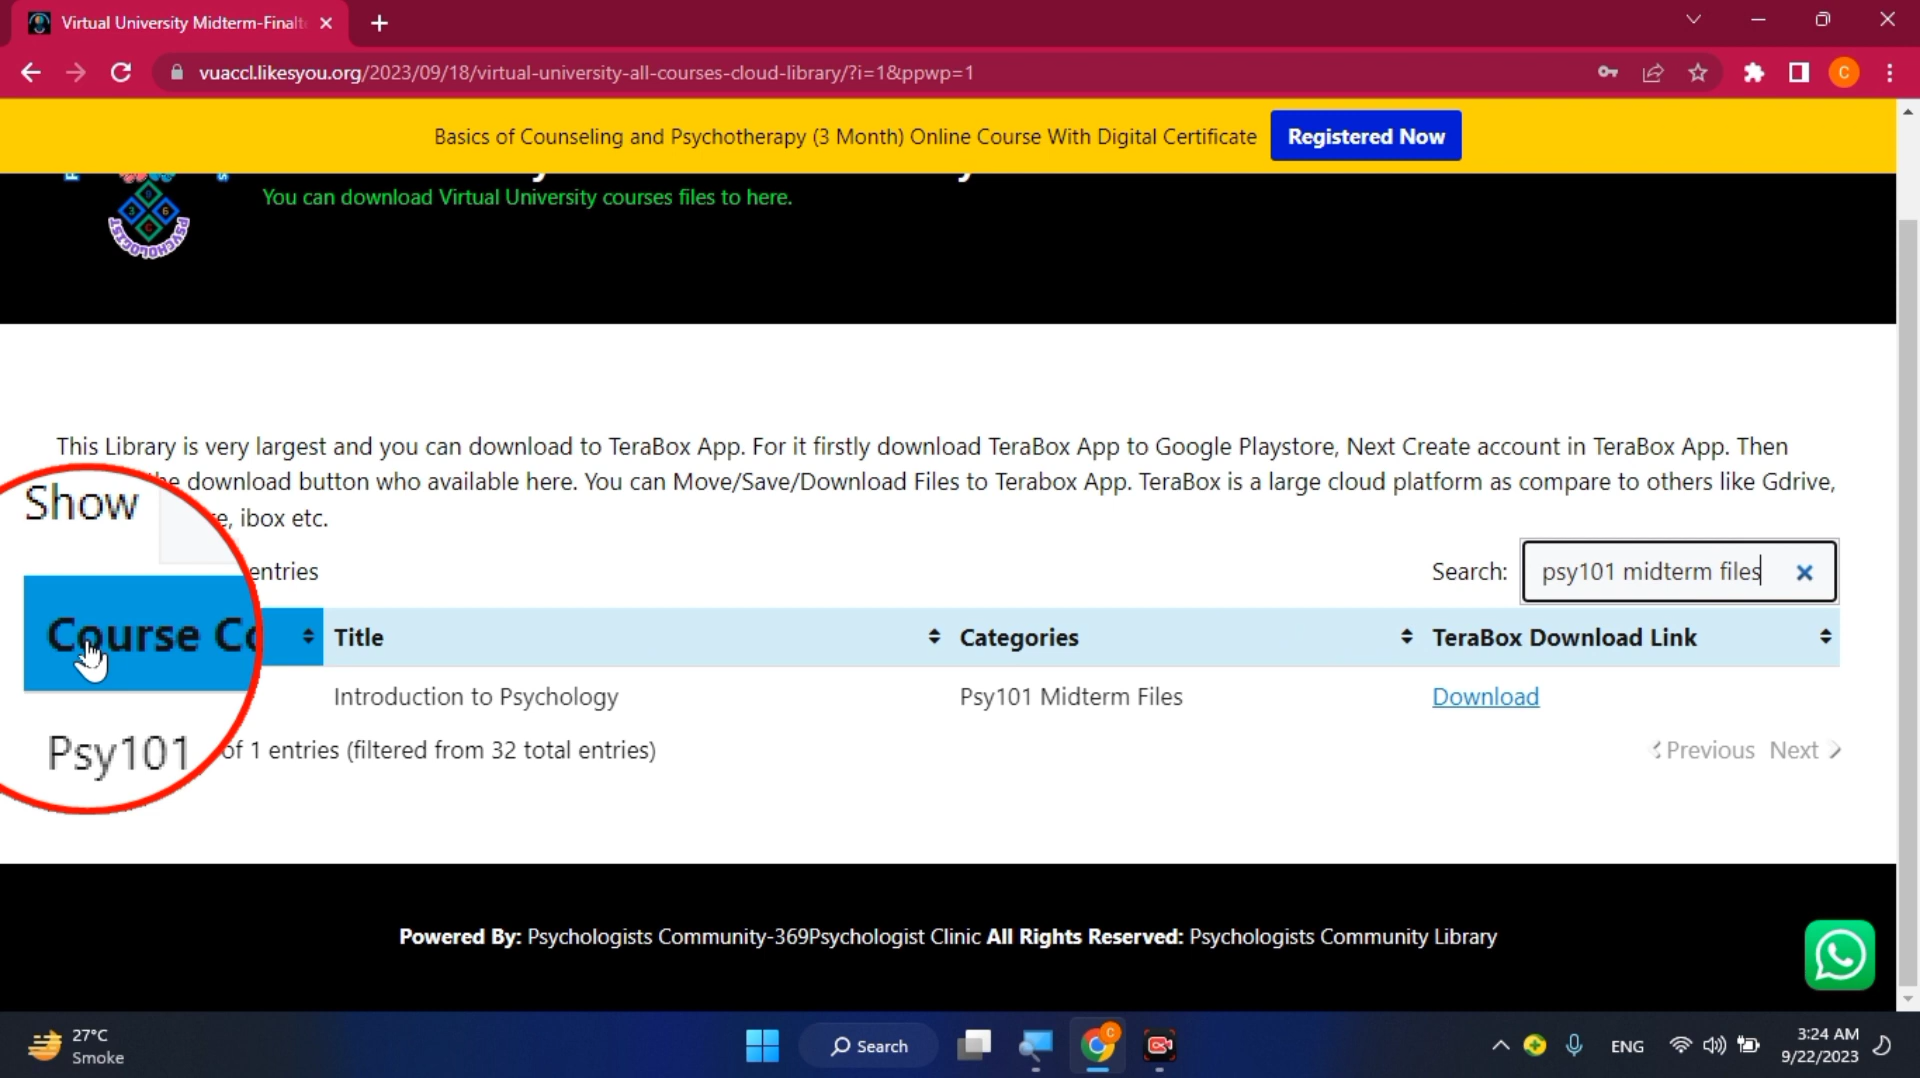 Virtual University Midterm-Finalt
vuaccl.likesyou.org/2023/09/18/virtual-university-all-courses-cloud-library/?i=1&ppwp=1
C
Basics of Counseling and Psychotherapy (3 Month) Online Course With Digital Certificate Registered Now
You can download Virtual University courses files to here.
3 6
C
PSYCHOLOGIST
This Library is very largest and you can download to TeraBox App. For it firstly download TeraBox App to Google Playstore, Next Create account in TeraBox App. Then
download button who available here. You can Move/Save/Download Files to Terabox App. TeraBox is a large cloud platform as compare to others like Gdrive,
ibox etc.
Show entries Search: psy101 midterm files
Course Co Title Categories TeraBox Download Link
Psy101 Introduction to Psychology Psy101 Midterm Files Download
of 1 entries (filtered from 32 total entries) Previous Next
Powered By: Psychologists Community-369Psychologist Clinic All Rights Reserved: Psychologists Community Library
27°C
Smoke
Search
C
ENG
3:24 AM
9/22/2023